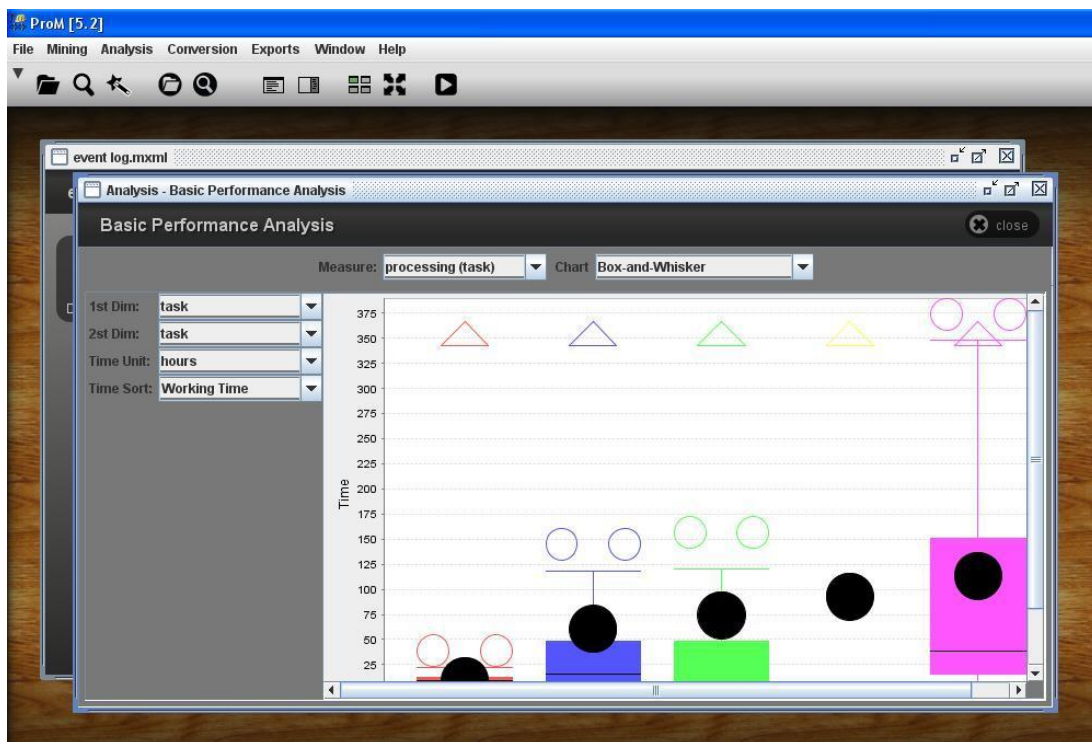 ProM [5.2]
File Mining Analysis Conversion Exports Window Help
event log.mxml
Analysis - Basic Performance Analysis
Basic Performance Analysis
close
Measure: processing (task) Chart Box-and-Whisker
1st Dim: task
2st Dim: task
Time Unit: hours
Time Sort: Working Time
Time
375
350
325
300
275
250
225
200
175
150
125
100
75
50
25